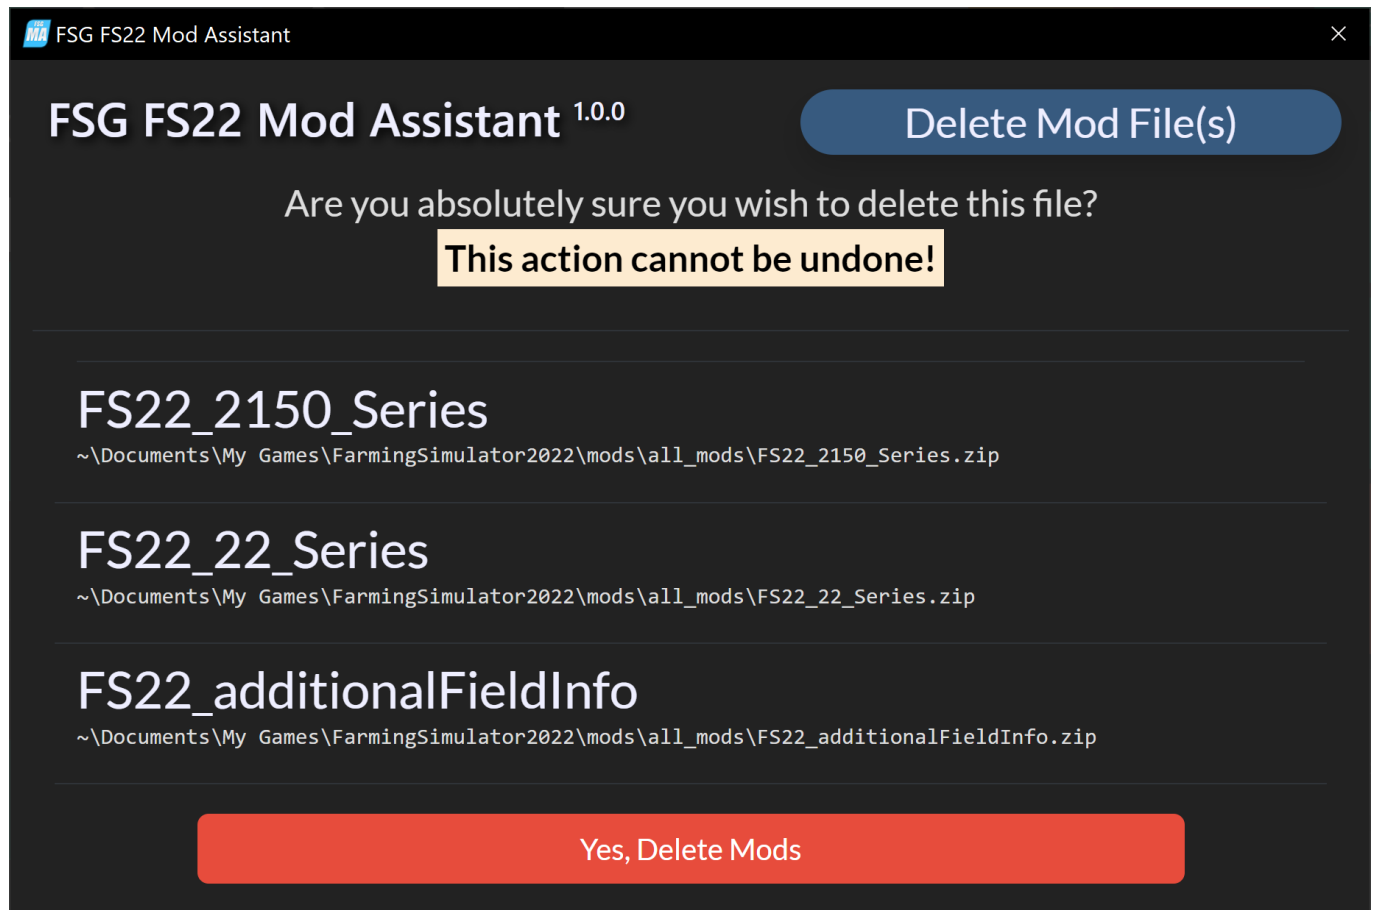 FSG MA FSG FS22 Mod Assistant
FSG FS22 Mod Assistant 1.0.0
Delete Mod File(s)
Are you absolutely sure you wish to delete this file?
This action cannot be undone!
FS22_2150_Series
~\Documents\My Games\FarmingSimulator2022\mods\all_mods\FS22_2150_Series.zip
FS22_22_Series
~\Documents\My Games\FarmingSimulator2022\mods\all_mods\FS22_22_Series.zip
FS22_additionalFieldInfo
~\Documents\My Games\FarmingSimulator2022\mods\all_mods\FS22_additionalFieldInfo.zip
Yes, Delete Mods